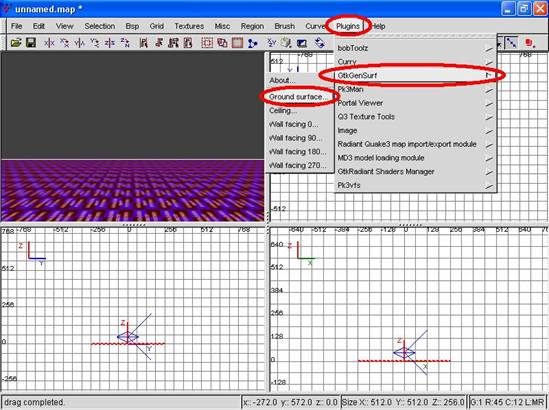 unnamed.map *
File Edit View Selection Bsp Grid Textures Misc Region Brush Curve Plugins
bobToolz
Curry
GtkGenSurf
Pk3Man
Portal Viewer
Q3 Texture Tools
Image
Radiant Quake3 map import/export module
MD3 model loading module
GtkRadiant Shaders Manager
Pk3vfs
About...
Ground surface...
Ceiling...
Wall facing 0...
Wall facing 90...
Wall facing 180...
Wall facing 270...
512
768
-768 -512 -256 0 256 512 768
768
Z
Y
512
256
0
-256
Z
Y
-512 -384 -256 -128 0 128 256 384 512
640
Z
X
512
384
256
128
0
-128
Z
X
drag completed.
x:: -272.0 y: 572.0 z: 0.0
Size X:: 512.0 Y:: 512.0 Z:: 256.0
G:1 R:45 C:12 L:MR